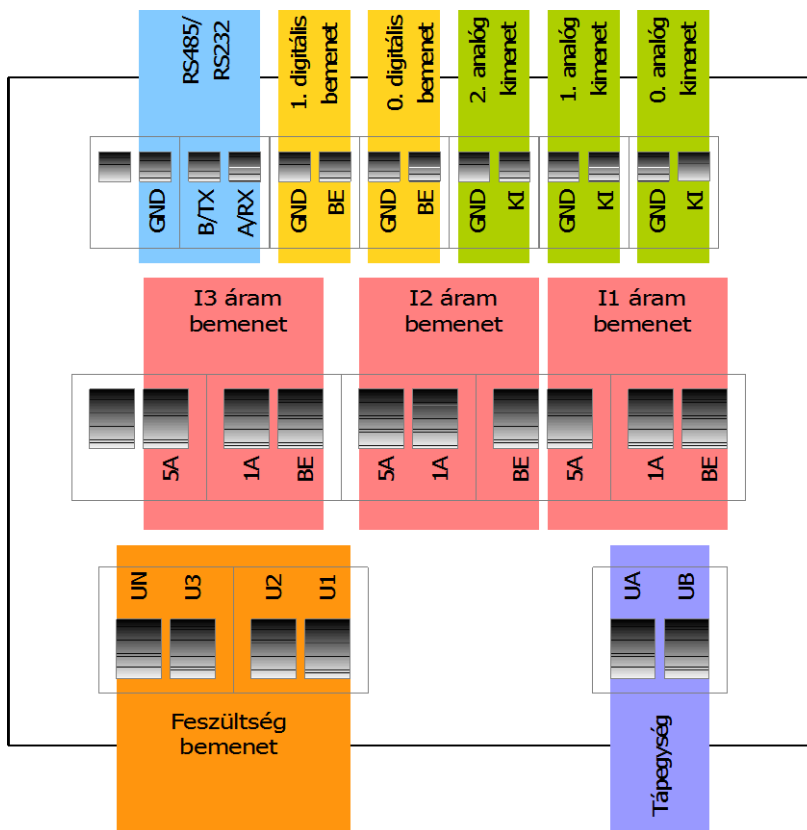 RS485/
RS232
1. digitális
bemenet
0. digitális
bemenet
2. analóg
kimenet
1. analóg
kimenet
0. analóg
kimenet
GND
B/TX
A/RX
GND
BE
GND
BE
GND
KI
GND
KI
GND
KI
I3 áram
bemenet
I2 áram
bemenet
I1 áram
bemenet
5A
1A
BE
5A
1A
BE
5A
1A
BE
UN
U3
U2
U1
UA
UB
Feszültség
bemenet
Tápegység